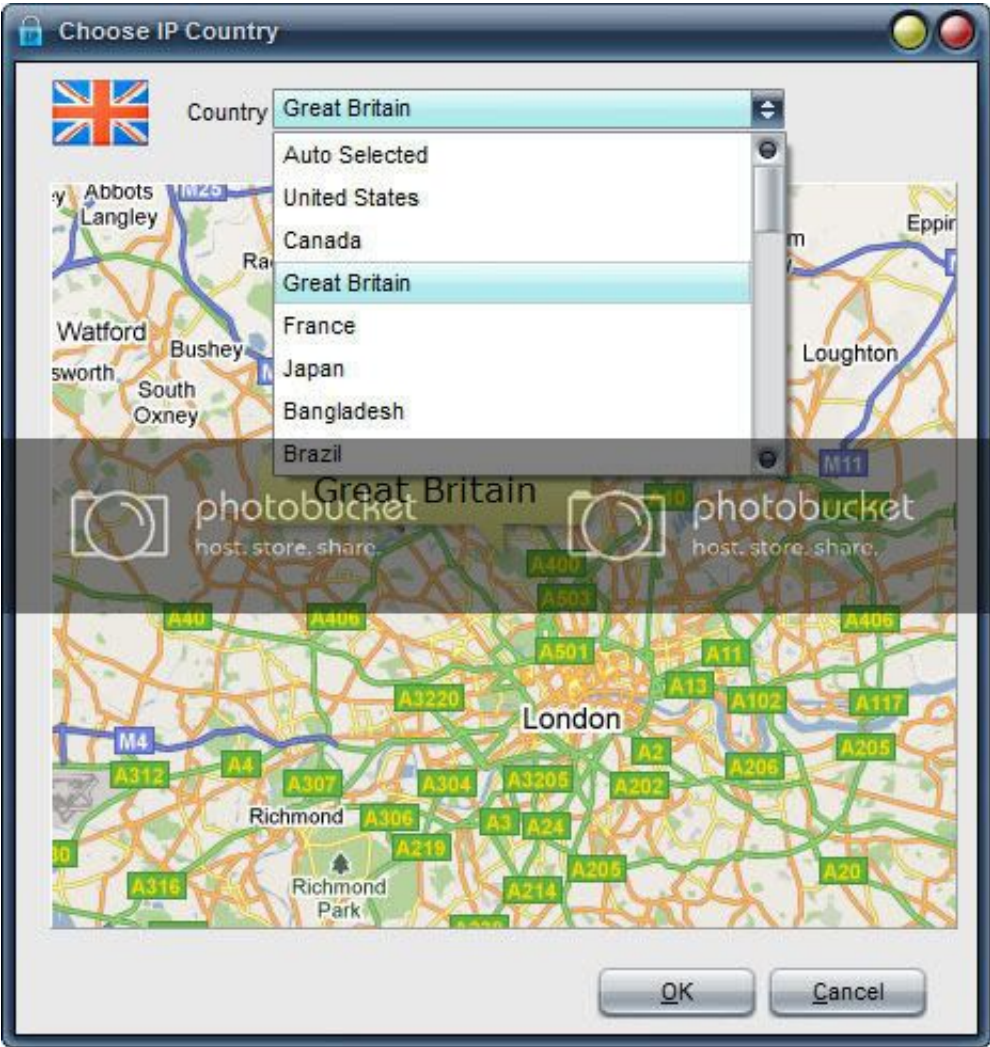 Choose IP Country
Country Great Britain
Auto Selected
United States
Canada
Great Britain
France
Japan
Bangladesh
Brazil
Abbots
Langley
M25
Eppin
Watford
Bushey
Loughton
sworth
South
Oxney
M11
Great Britain
photobucket
host. store. share.
photobucket
host. store. share.
A10
A400
A503
A40
A406
A406
A501
A11
A3220
A13
A102
A117
London
M4
A2
A205
A312
A4
A307
A304
A3205
A202
A206
Richmond
A306
A3
A24
A219
A205
A20
A316
Richmond
Park
A214
OK
Cancel